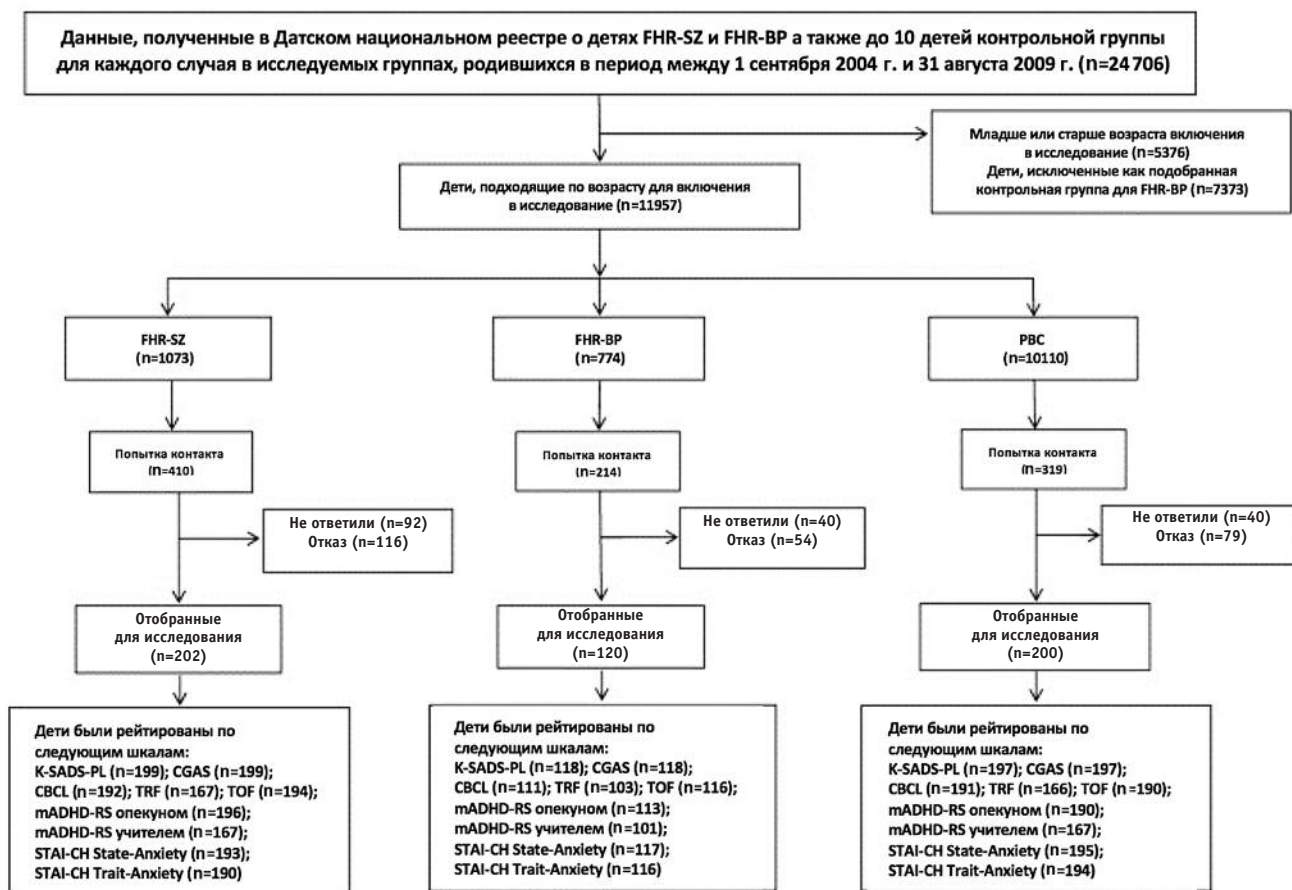 Данные, полученные в Датском национальном реестре о детях FHR-SZ и FHR-BP а также до 10 детей контрольной группы
для каждого случая в исследуемых группах, родившихся в период между 1 сентября 2004 г. и 31 августа 2009 г. (n=24 706)
Младше или старше возраста включения
в исследование (n=5376)
Дети, исключенные как подобранная
контрольная группа для FHR-BP (n=7373)
Дети, подходящие по возрасту для включения
в исследование (n=11957)
FHR-SZ
(n=1073)
FHR-BP
(n=774)
PBC
(n=10110)
Попытка контакта
(n=410)
Попытка контакта
(n=214)
Попытка контакта
(n=319)
Не ответили (n=92)
Отказ (n=116)
Не ответили (n=40)
Отказ (n=54)
Не ответили (n=40)
Отказ (n=79)
Отобранные
для исследования
(n=202)
Отобранные
для исследования
(n=120)
Отобранные
для исследования
(n=200)
Дети были рейтированы по
следующим шкалам:
K-SADS-PL (n=199); CGAS (n=199);
CBCL (n=192); TRF (n=167); TOF (n=194);
mADHD-RS опекуном (n=196);
mADHD-RS учителем (n=167);
STAI-CH State-Anxiety (n=193);
STAI-CH Trait-Anxiety (n=190)
Дети были рейтированы по
следующим шкалам:
K-SADS-PL (n=118); CGAS (n=118);
CBCL (n=111); TRF (n=103); TOF (n=116);
mADHD-RS опекуном (n=113);
mADHD-RS учителем (n=101);
STAI-CH State-Anxiety (n=117);
STAI-CH Trait-Anxiety (n=116)
Дети были рейтированы по
следующим шкалам:
K-SADS-PL (n=197); CGAS (n=197);
CBCL (n=191); TRF (n=166); TOF (n=190);
mADHD-RS опекуном (n=190);
mADHD-RS учителем (n=167);
STAI-CH State-Anxiety (n=195);
STAI-CH Trait-Anxiety (n=194)